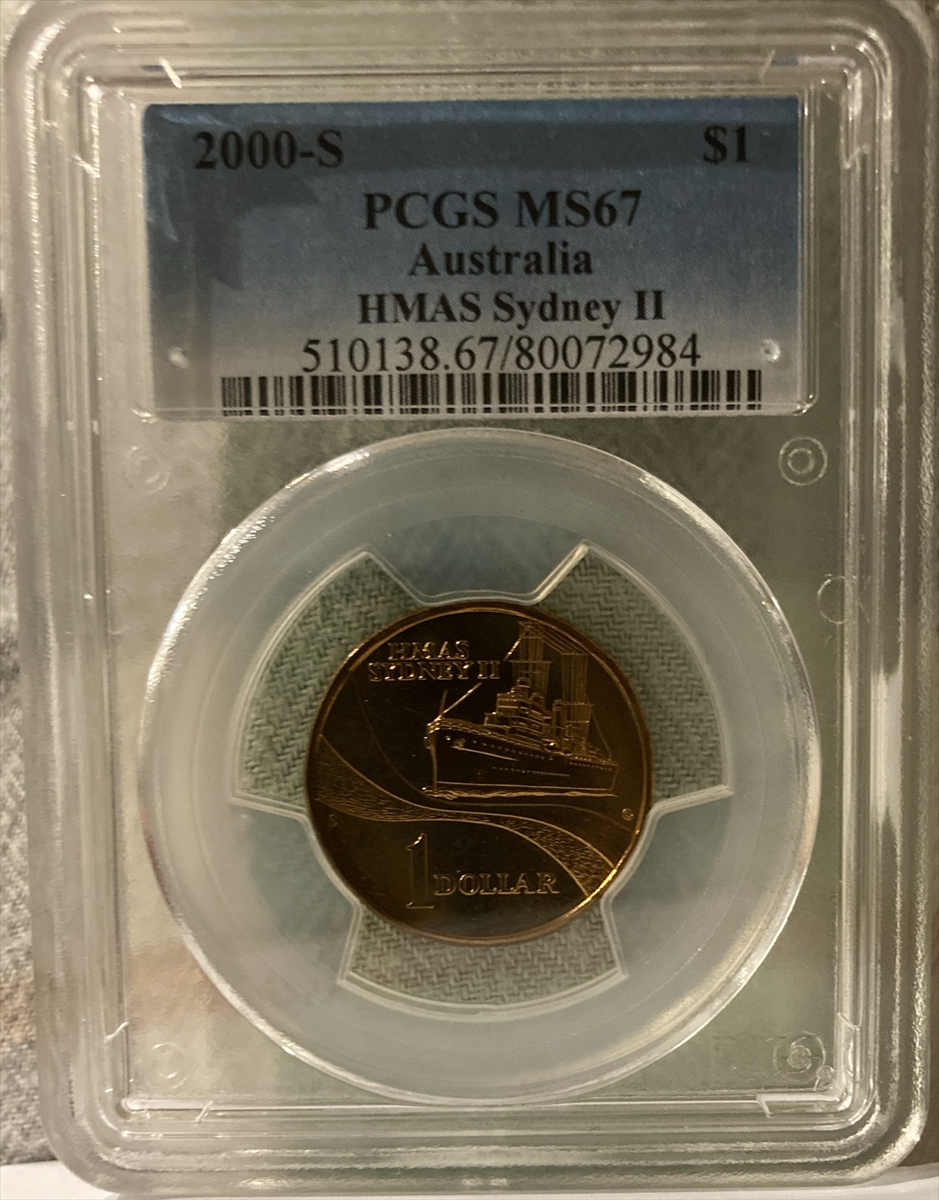 2000-S $1
PCGS MS67
Australia
HMAS Sydney II
510138.67/80072984
HMAS
SYDNEY II
1 DOLLAR